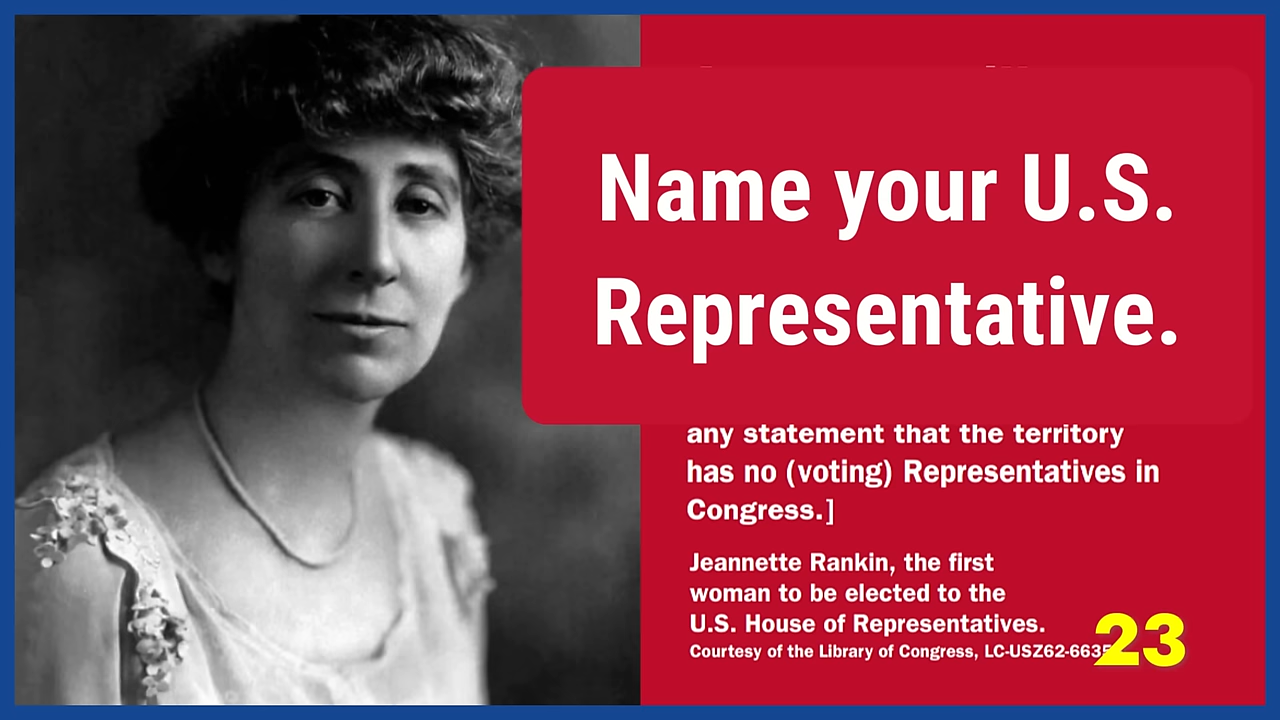 Name your U.S.
Representative.
any statement that the territory
has no (voting) Representatives in
Congress.]
Jeannette Rankin, the first
woman to be elected to the
U.S. House of Representatives.
Courtesy of the Library of Congress,
23